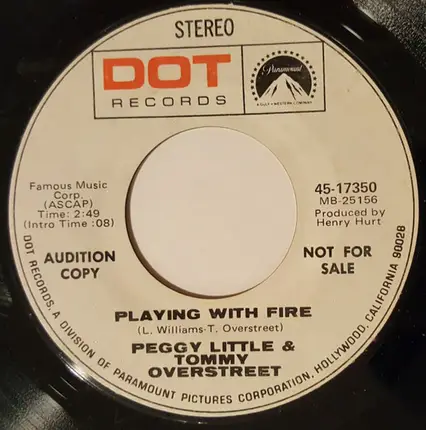 STEREO
DOT
RECORDS
Paramount
A GULF+WESTERN COMPANY
Famous Music
Corp.
(ASCAP)
Time: 2:49
(Intro Time :08)
45-17350
MB-25156
Produced by
Henry Hurt
AUDITION
COPY
NOT FOR
SALE
PLAYING WITH FIRE
(L. Williams-T. Overstreet)
PEGGY LITTLE &
TOMMY
OVERSTREET
DOT RECORDS, A DIVISION OF PARAMOUNT PICTURES CORPORATION, HOLLYWOOD, CALIFORNIA 90028